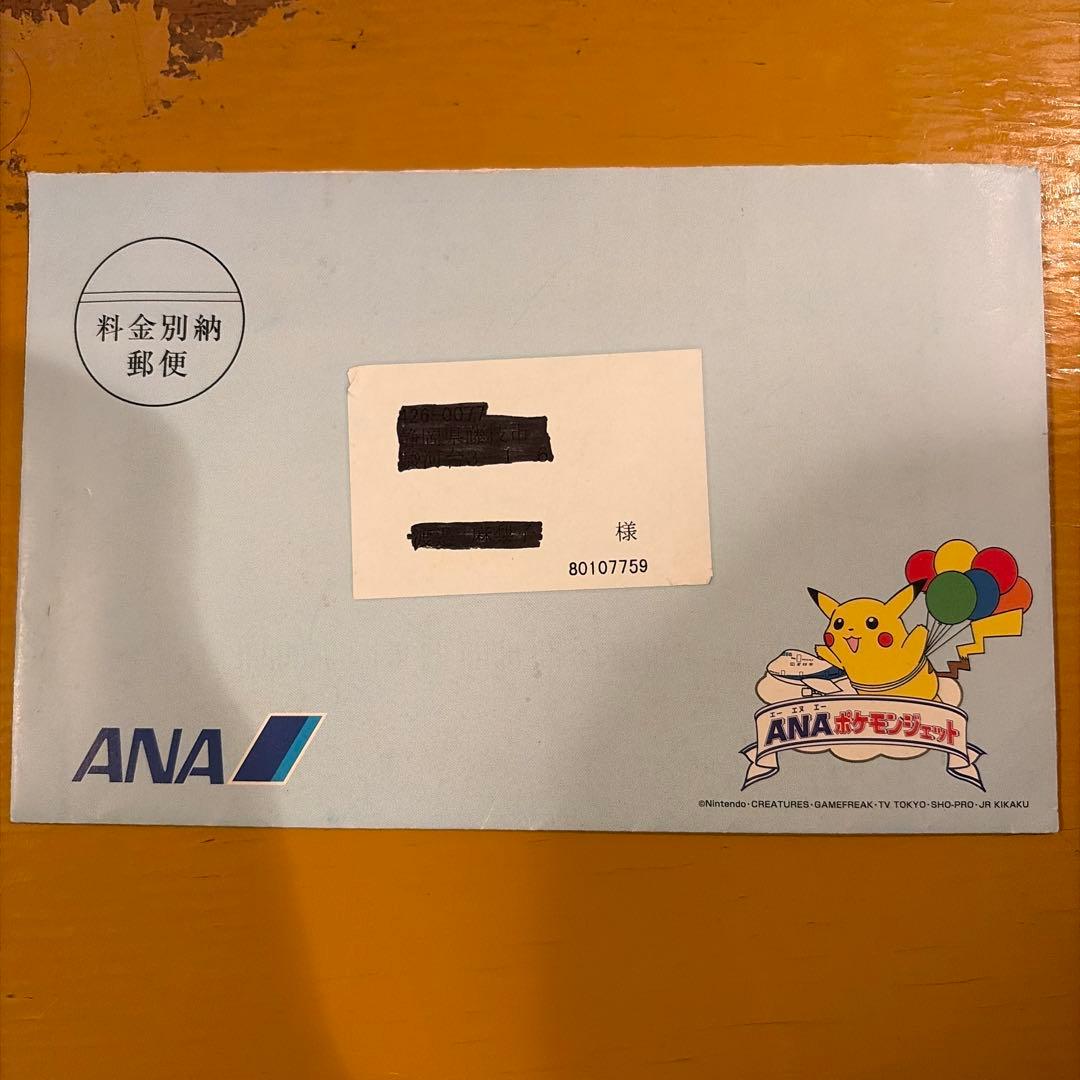 料金別納
郵便
様
80107759
ANA
エー エヌ エー
ANAポケモンジェット
©Nintendo・CREATURES・GAMEFREAK・TV TOKYO・SHO-PRO・JR KIKAKU